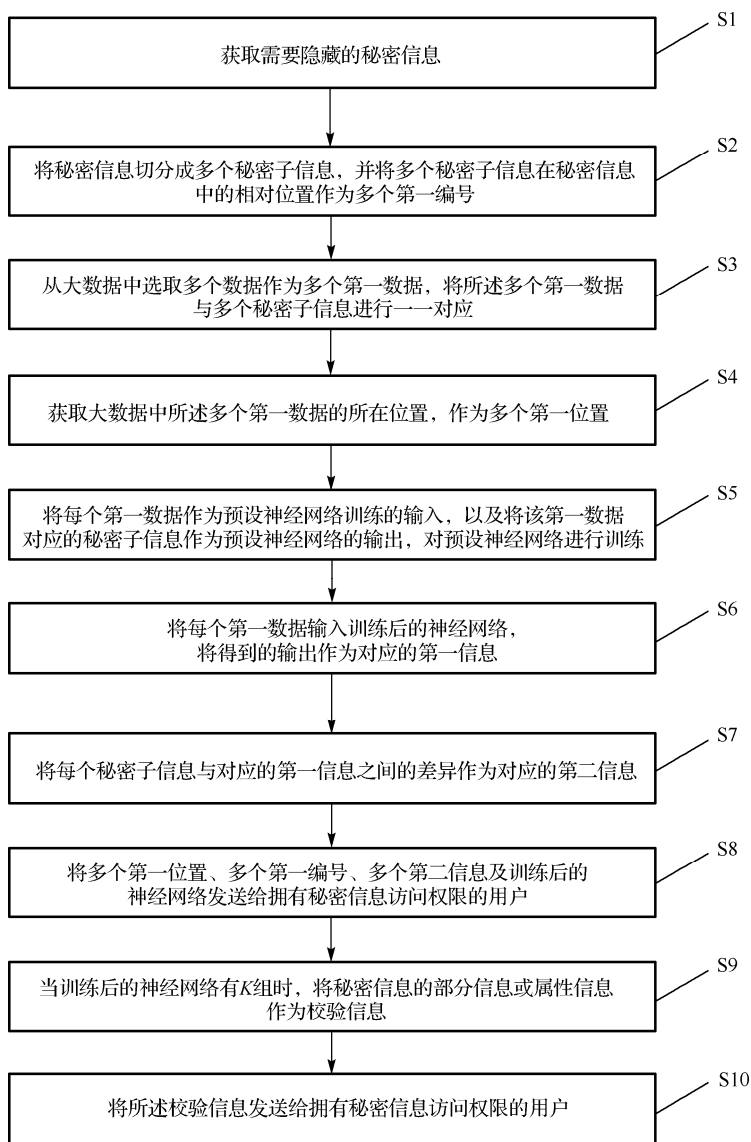 S1
获取需要隐藏的秘密信息
S2
将秘密信息切分成多个秘密子信息，并将多个秘密子信息在秘密信息
中的相对位置作为多个第一编号
S3
从大数据中选取多个数据作为多个第一数据，将所述多个第一数据
与多个秘密子信息进行一一对应
S4
获取大数据中所述多个第一数据的所在位置，作为多个第一位置
S5
将每个第一数据作为预设神经网络训练的输入，以及将该第一数据
对应的秘密子信息作为预设神经网络的输出，对预设神经网络进行训练
S6
将每个第一数据输入训练后的神经网络，
将得到的输出作为对应的第一信息
S7
将每个秘密子信息与对应的第一信息之间的差异作为对应的第二信息
S8
将多个第一位置、多个第一编号、多个第二信息及训练后的
神经网络发送给拥有秘密信息访问权限的用户
S9
当训练后的神经网络有K组时，将秘密信息的部分信息或属性信息
作为校验信息
S10
将所述校验信息发送给拥有秘密信息访问权限的用户